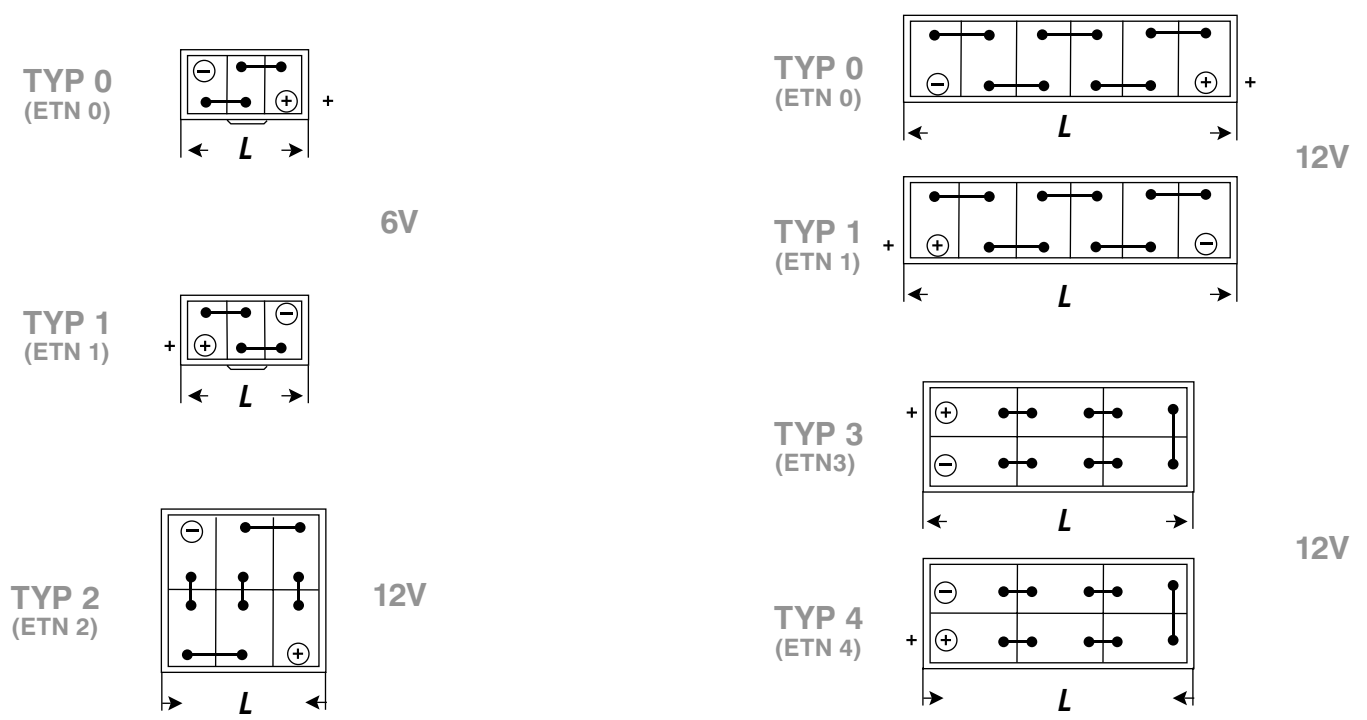 TYP 0
(ETN 0)
− 
+ +
L
6V
TYP 1
(ETN 1)
−
+ +
L
TYP 2
(ETN 2)
−
+
L
12V
TYP 0
(ETN 0)
− + +
L
12V
TYP 1
(ETN 1)
+ + −
L
TYP 3
(ETN3)
+ +
−
L
12V
TYP 4
(ETN 4)
−
+ +
L